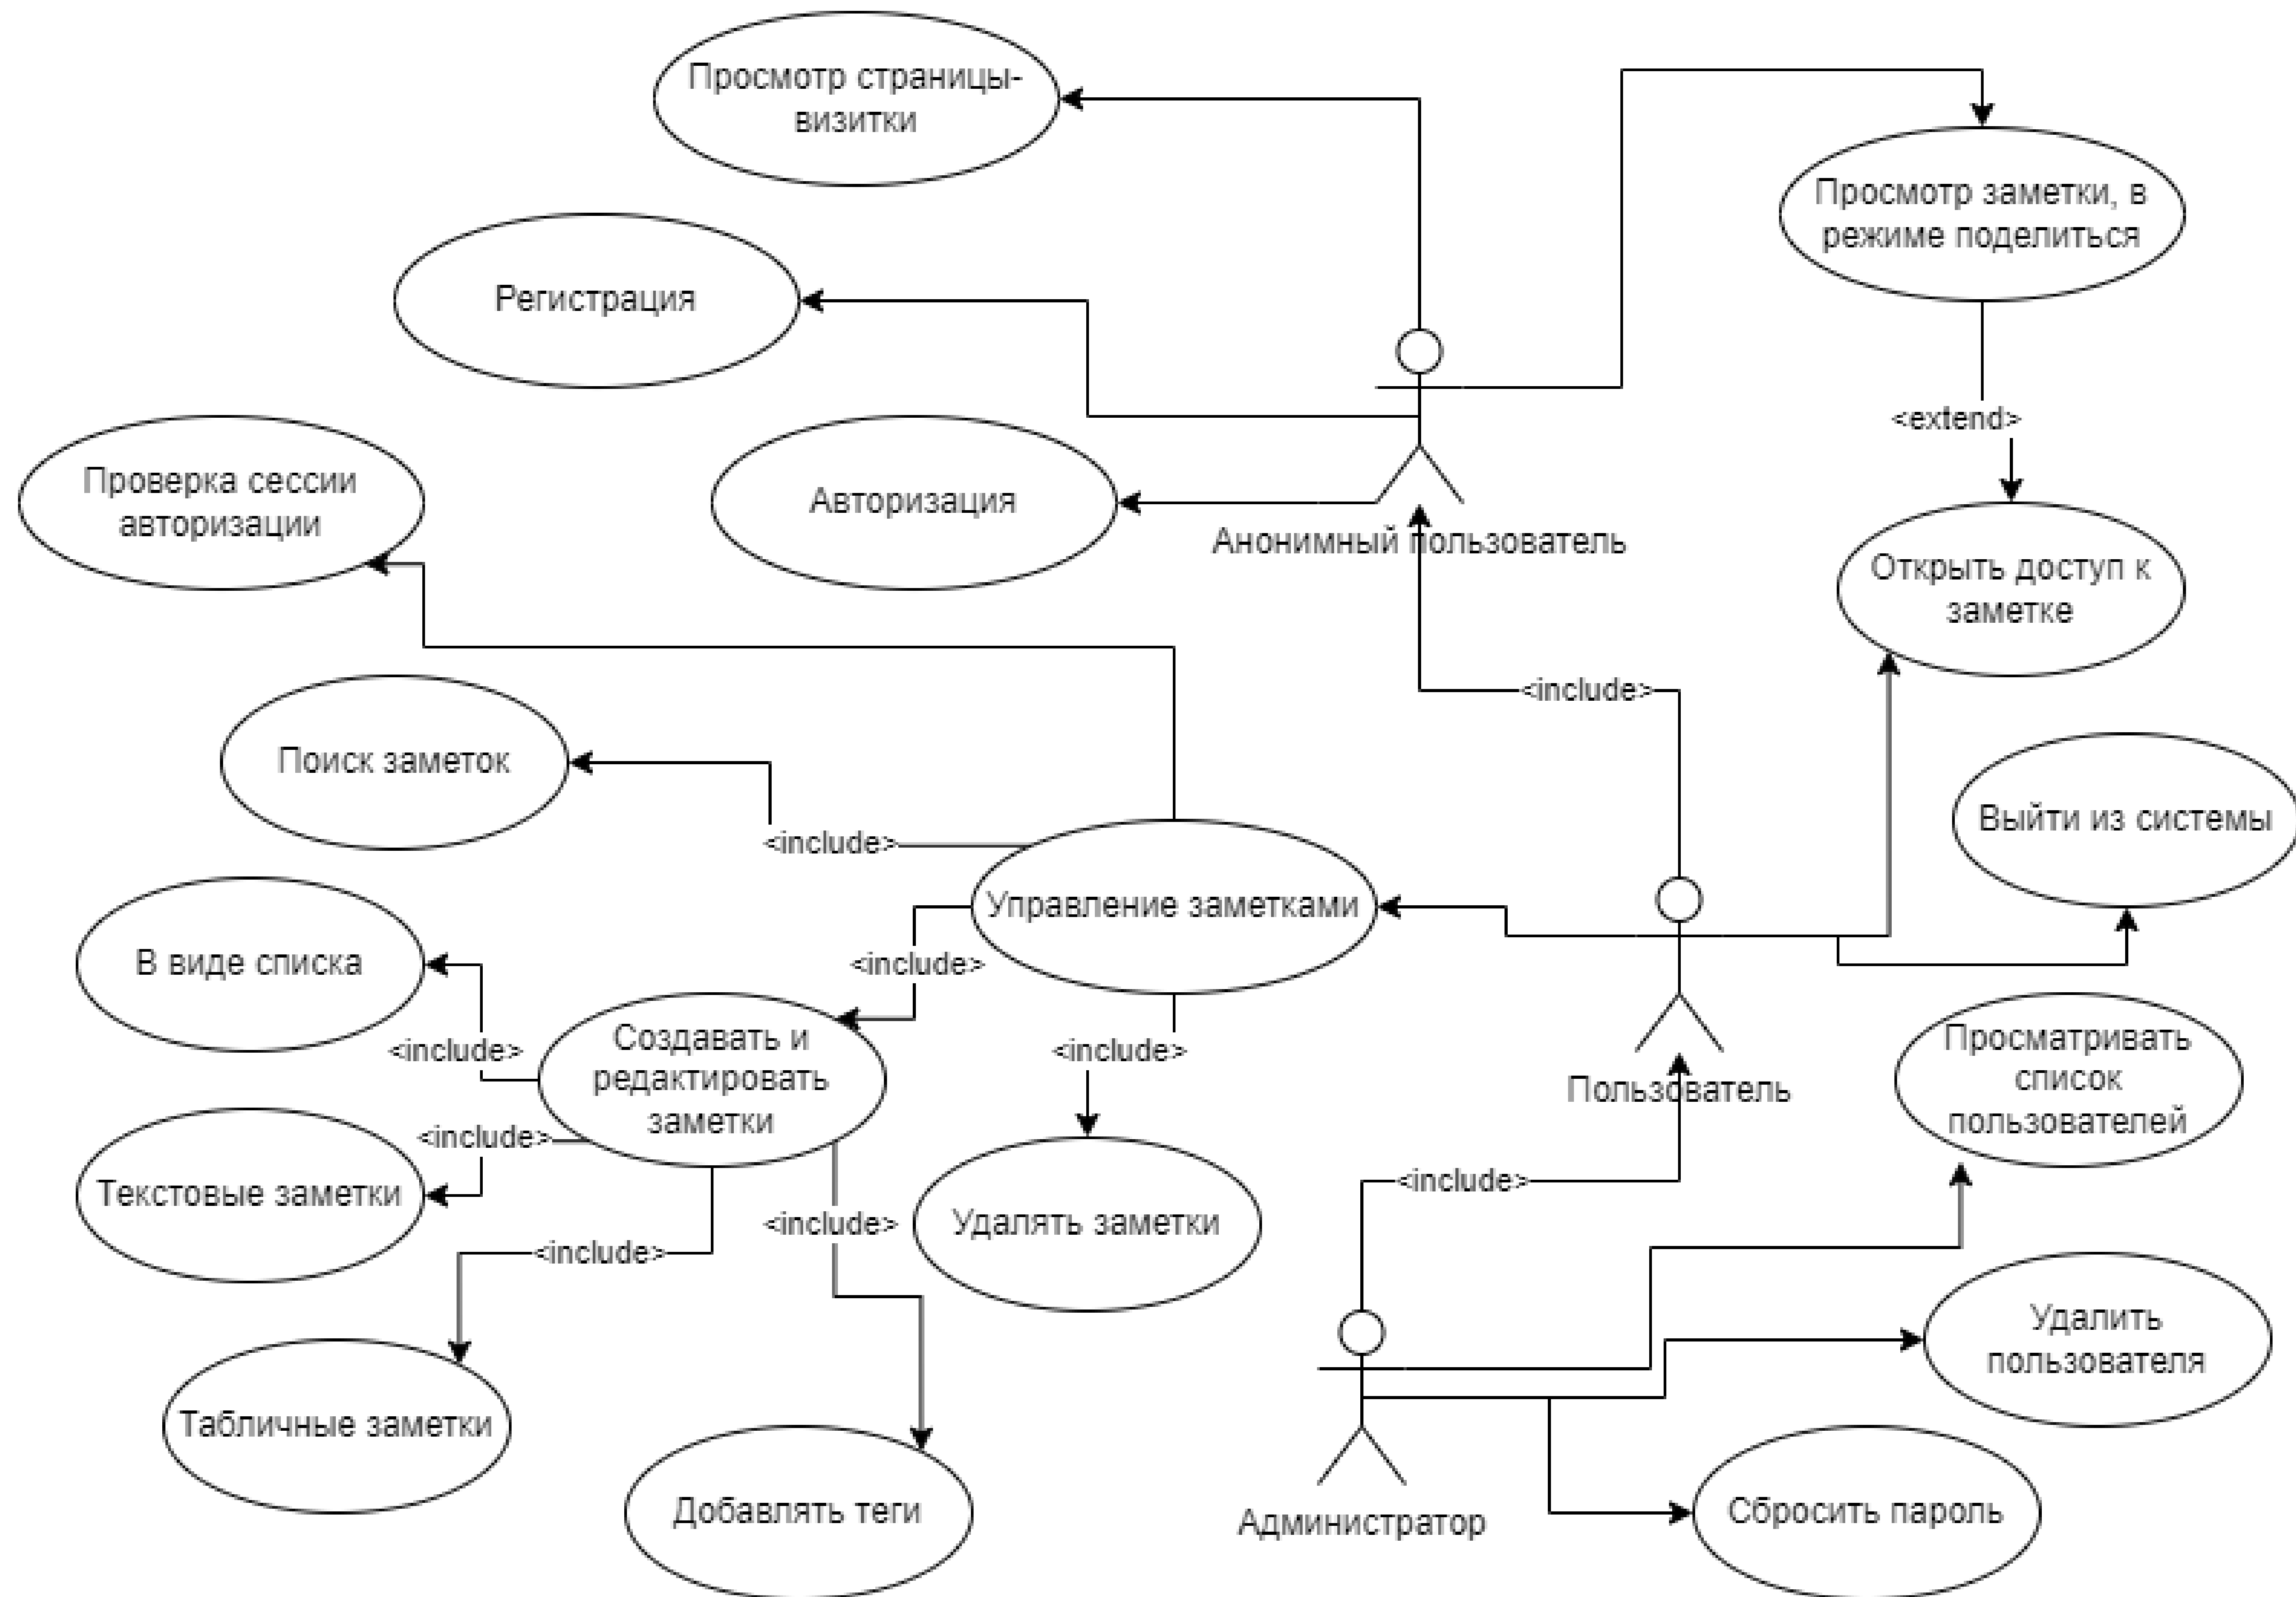 Просмотр страницы-
визитки
Просмотр заметки, в
режиме поделиться
Регистрация
<extend>
Проверка сессии
авторизации
Авторизация
Анонимный пользователь
Открыть доступ к
заметке
<include>
Поиск заметок
Выйти из системы
<include>
Управление заметками
В виде списка
<include>
Создавать и
редактировать
заметки
<include>
<include>
Просматривать
список
пользователей
Пользователь
<include>
Текстовые заметки
<include>
Удалять заметки
<include>
<include>
Удалить
пользователя
Табличные заметки
Добавлять теги
Администратор
Сбросить пароль